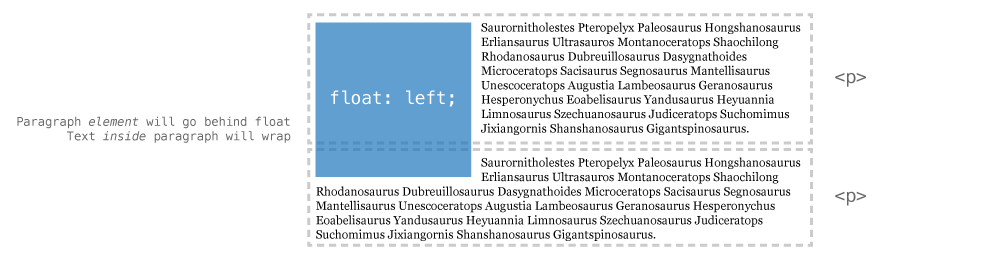 Saurornitholestes Pteropelyx Paleosaurus Hongshanosaurus
Erliansaurus Ultrasauros Montanoceratops Shaochilong
Rhodanosaurus Dubreuillosaurus Dasygnathoides
Microceratops Sacisaurus Segnosaurus Mantellisaurus
Unescoceratops Augustia Lambeosaurus Geranosaurus
Hesperonychus Eoabelisaurus Yandusaurus Heyuannia
Limnosaurus Szechuanosaurus Judiceratops Suchomimus
Jixiangornis Shanshanosaurus Gigantspinosaurus.
<p>
float: left;
Paragraph element will go behind float
Text inside paragraph will wrap
Saurornitholestes Pteropelyx Paleosaurus Hongshanosaurus
Erliansaurus Ultrasauros Montanoceratops Shaochilong
Rhodanosaurus Dubreuillosaurus Dasygnathoides Microceratops Sacisaurus Segnosaurus
Mantellisaurus Unescoceratops Augustia Lambeosaurus Geranosaurus Hesperonychus
Eoabelisaurus Yandusaurus Heyuannia Limnosaurus Szechuanosaurus Judiceratops
Suchomimus Jixiangornis Shanshanosaurus Gigantspinosaurus.
<p>